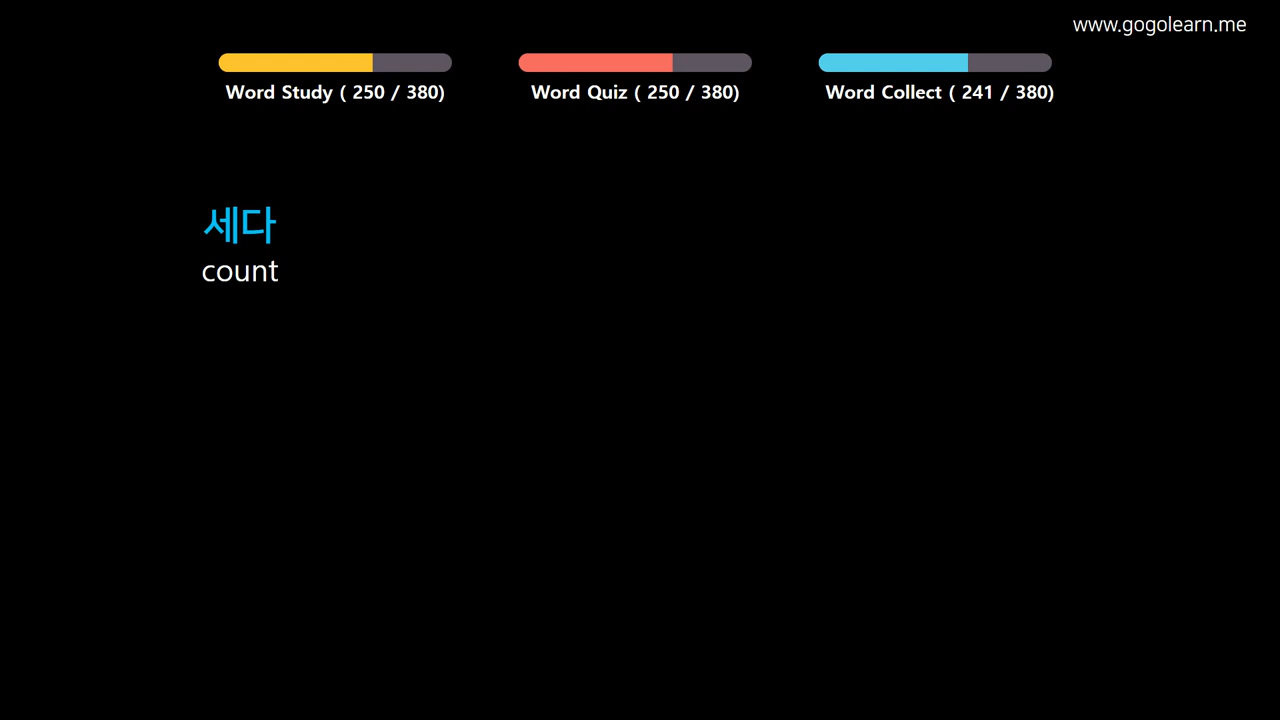 www.gogolearn.me
Word Study ( 250 / 380)
Word Quiz ( 250 / 380)
Word Collect ( 241 / 380)
세다
count